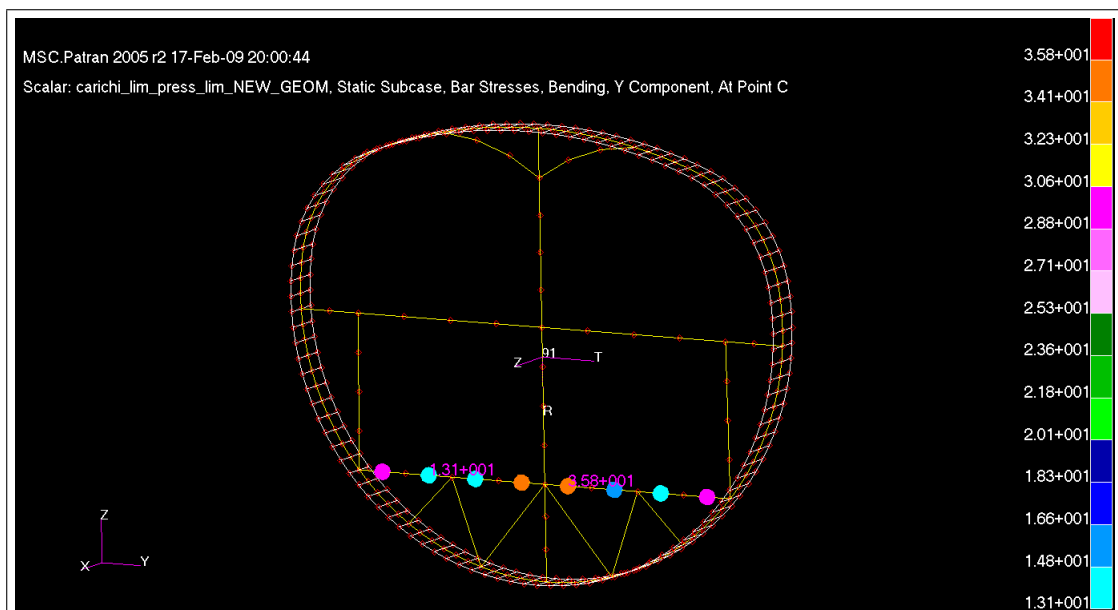 MSC.Patran 2005 r2 17-Feb-09 20:00:44
Scalar: carichi_lim_press_lim_NEW_GEOM, Static Subcase, Bar Stresses, Bending, Y Component, At Point C
3.58+001
3.41+001
3.23+001
3.06+001
2.88+001
2.71+001
2.53+001
2.36+001
2.18+001
2.01+001
1.83+001
1.66+001
1.48+001
1.31+001
91
Z
T
R
1.31+001
3.58+001
Z
X
Y